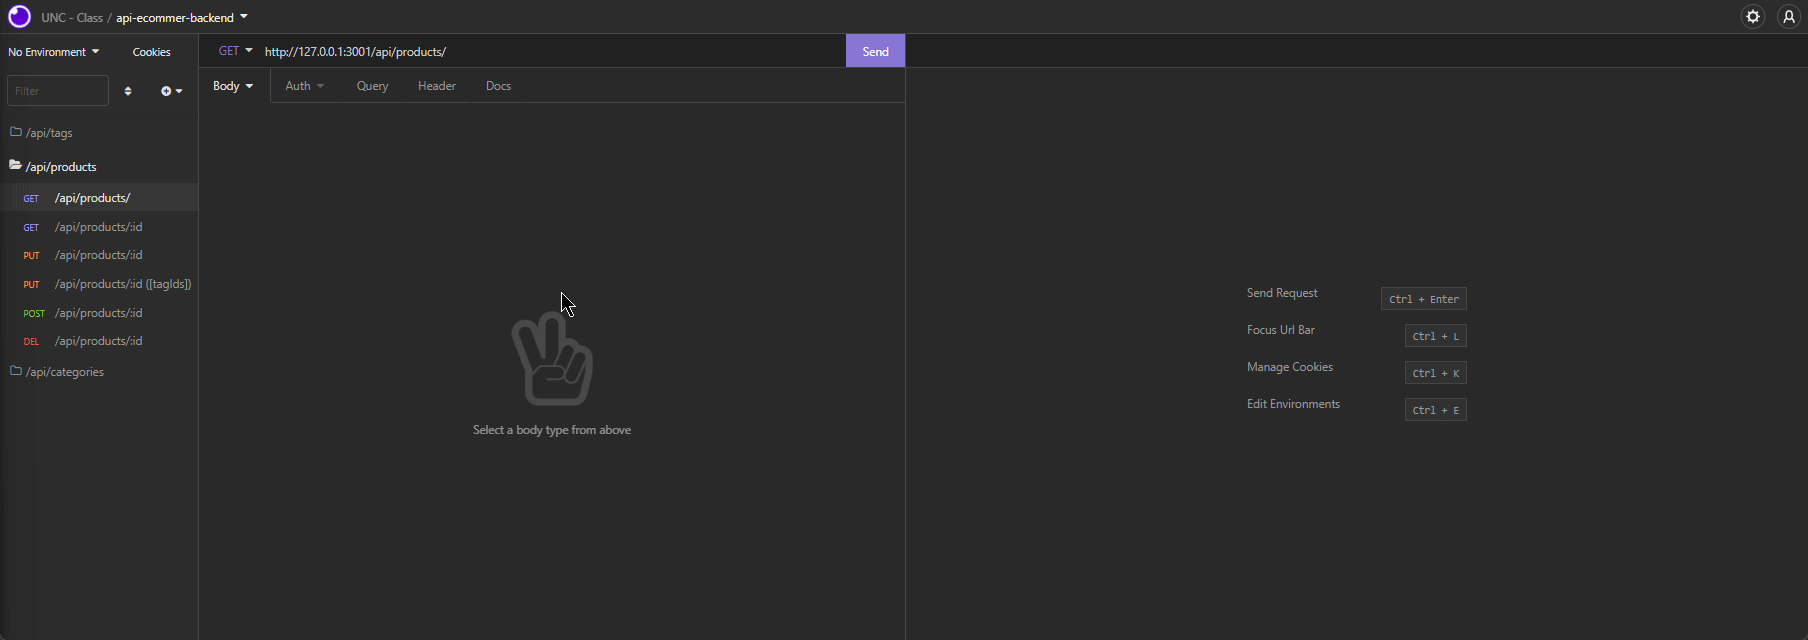 UNC - Class / api-ecommer-backend
No Environment Cookies
GET http://127.0.0.1:3001/api/products/ Send
Filter
Body Auth Query Header Docs
/api/tags
/api/products
GET /api/products/
GET /api/products/:id
PUT /api/products/:id
PUT /api/products/:id ([tagIds])
POST /api/products/:id
DEL /api/products/:id
/api/categories
Select a body type from above
Send Request Ctrl + Enter
Focus Url Bar Ctrl + L
Manage Cookies Ctrl + K
Edit Environments Ctrl + E